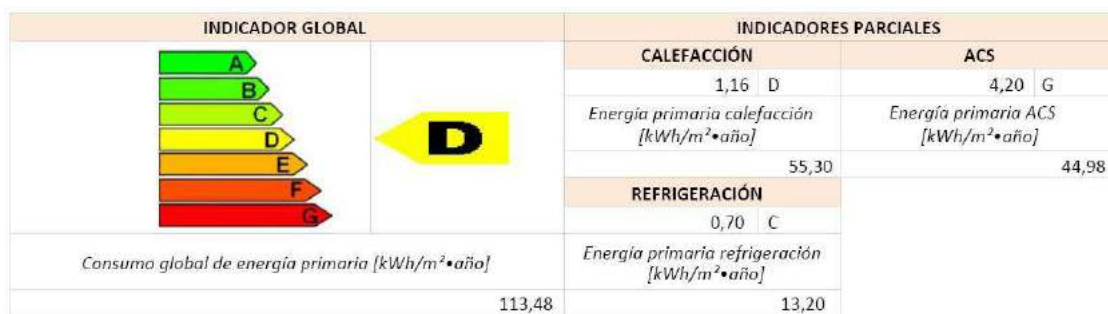 INDICADOR GLOBAL
INDICADORES PARCIALES
CALEFACCIÓN
ACS
A
B
C
D
E
F
G
D
1,16 D
4,20 G
Energía primaria calefacción
[kWh/m²•año]
Energía primaria ACS
[kWh/m²•año]
55,30
44,98
REFRIGERACIÓN
0,70 C
Consumo global de energía primaria [kWh/m²•año]
Energía primaria refrigeración
[kWh/m²•año]
113,48
13,20